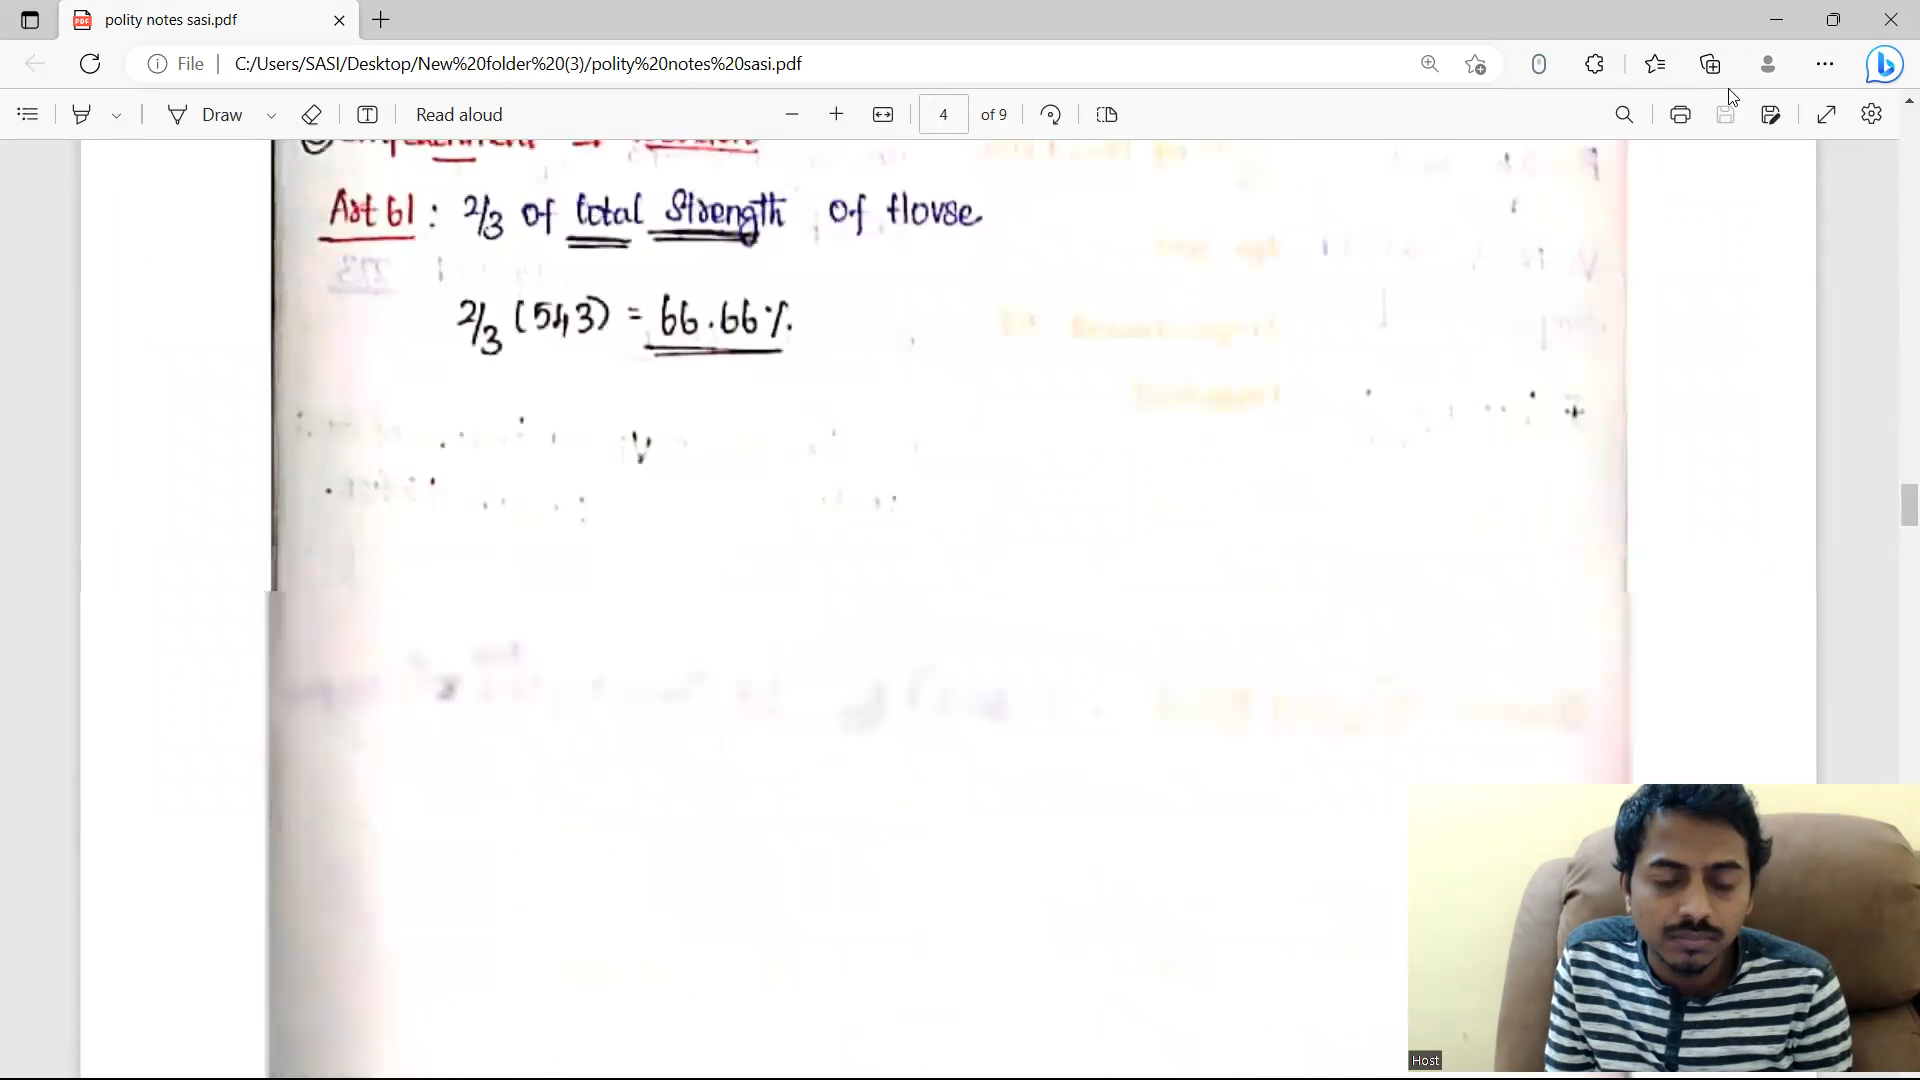 polity notes sasi.pdf
File C:/Users/SASI/Desktop/New%20folder%20(3)/polity%20notes%20sasi.pdf
Draw Read aloud 4 of 9
Art 61 : 2/3 of total Strength of House
2/3 (543) = 66.66%.
Host